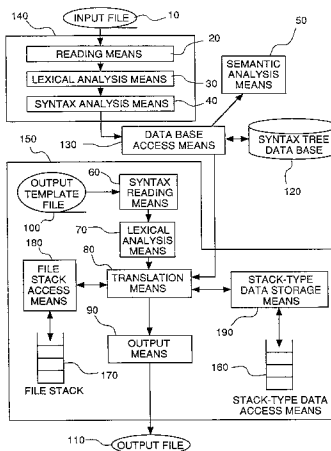 10
INPUT FILE
140
50
20
READING MEANS
SEMANTIC
ANALYSIS
MEANS
30
LEXICAL ANALYSIS MEANS
40
SYNTAX ANALYSIS MEANS
150
130
DATA BASE
ACCESS MEANS
SYNTAX TREE
DATA BASE
120
60
OUTPUT
TEMPLATE
FILE
100
SYNTAX
READING
MEANS
70
LEXICAL
ANALYSIS
MEANS
180
80
FILE
STACK
ACCESS
MEANS
TRANSLATION
MEANS
STACK-TYPE
DATA STORAGE
MEANS
190
90
OUTPUT
MEANS
170
FILE STACK
160
STACK-TYPE DATA
ACCESS MEANS
110
OUTPUT FILE